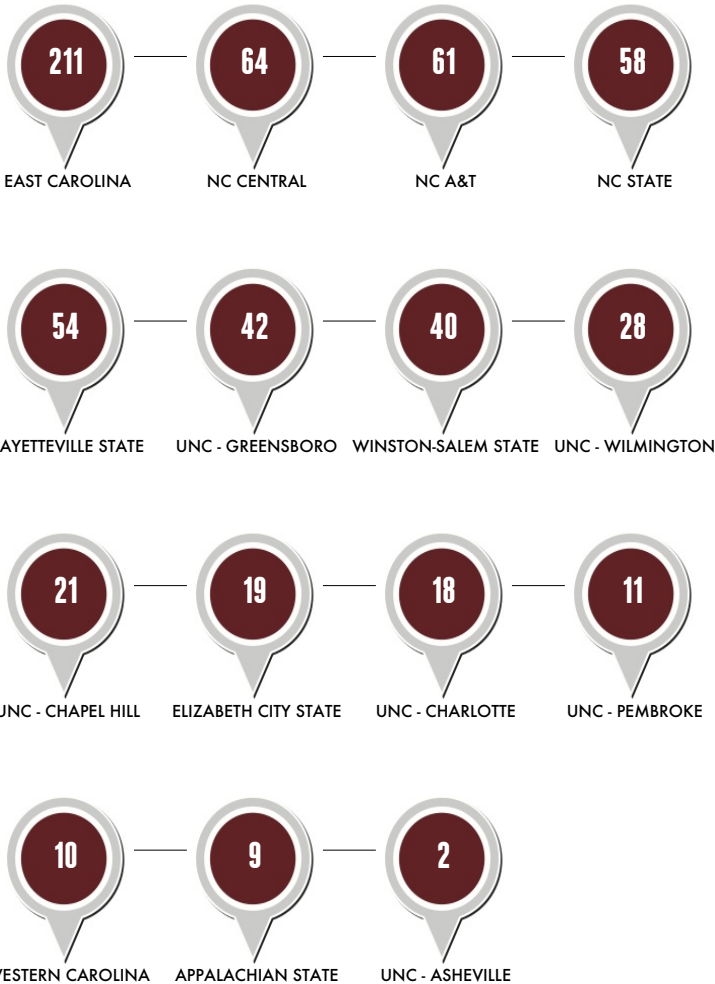 211 64 61 58
EAST CAROLINA NC CENTRAL NC A&T NC STATE
54 42 40 28
AYETTEVILLE STATE UNC - GREENSBORO WINSTON-SALEM STATE UNC - WILMINGTON
21 19 18 11
UNC - CHAPEL HILL ELIZABETH CITY STATE UNC - CHARLOTTE UNC - PEMBROKE
10 9 2
WESTERN CAROLINA APPALACHIAN STATE UNC - ASHEVILLE